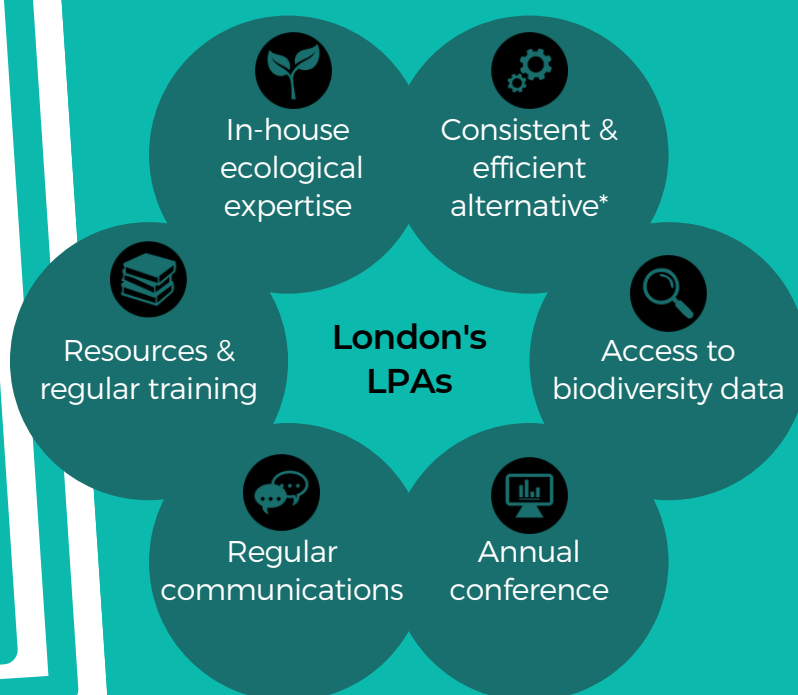 In-house
ecological
expertise
Consistent &
efficient
alternative*
Resources &
regular training
London's
LPAs
Access to
biodiversity data
Regular
communications
Annual
conference